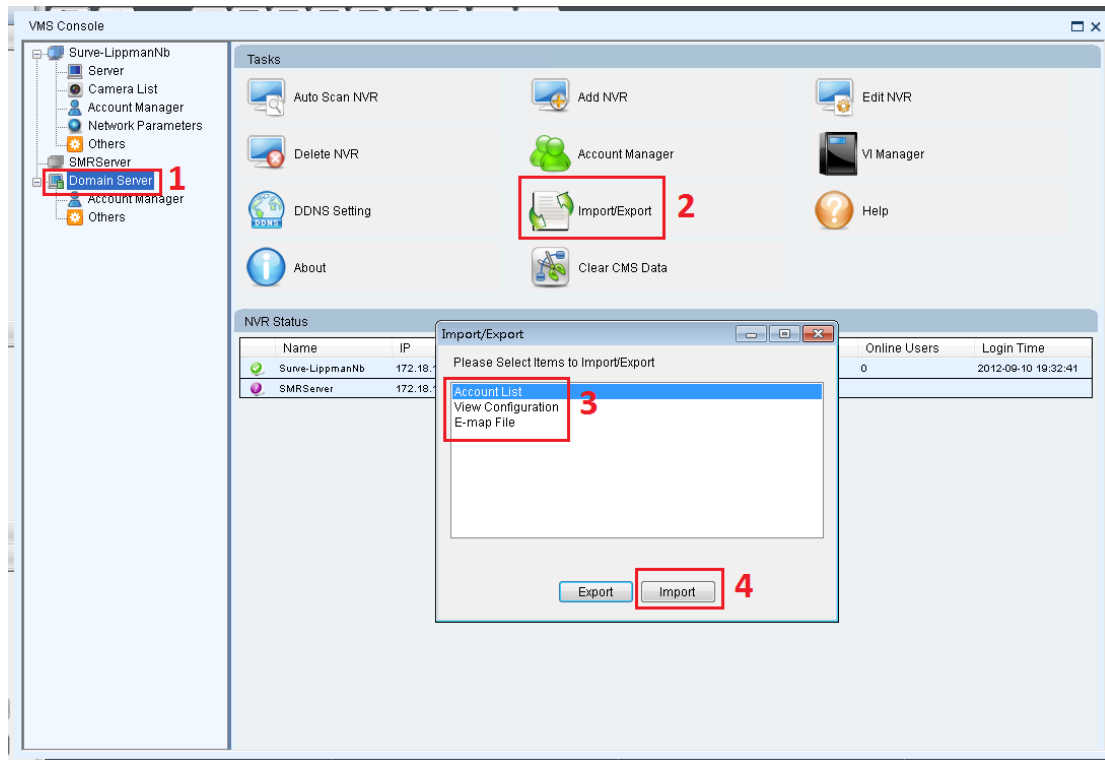 VMS Console
Surve-LippmanNb
Server
Camera List
Account Manager
Network Parameters
Others
SMRServer
Domain Server 1
Account Manager
Others
Tasks
Auto Scan NVR Add NVR Edit NVR
Delete NVR Account Manager VI Manager
DDNS DDNS Setting Import/Export 2 Help
About Clear CMS Data
NVR Status
Name IP Online Users Login Time
Surve-LippmanNb 172.18. 0 2012-09-10 19:32:41
SMRServer 172.18.
Import/Export
Please Select Items to Import/Export
Account List
View Configuration 3
E-map File
Export Import 4